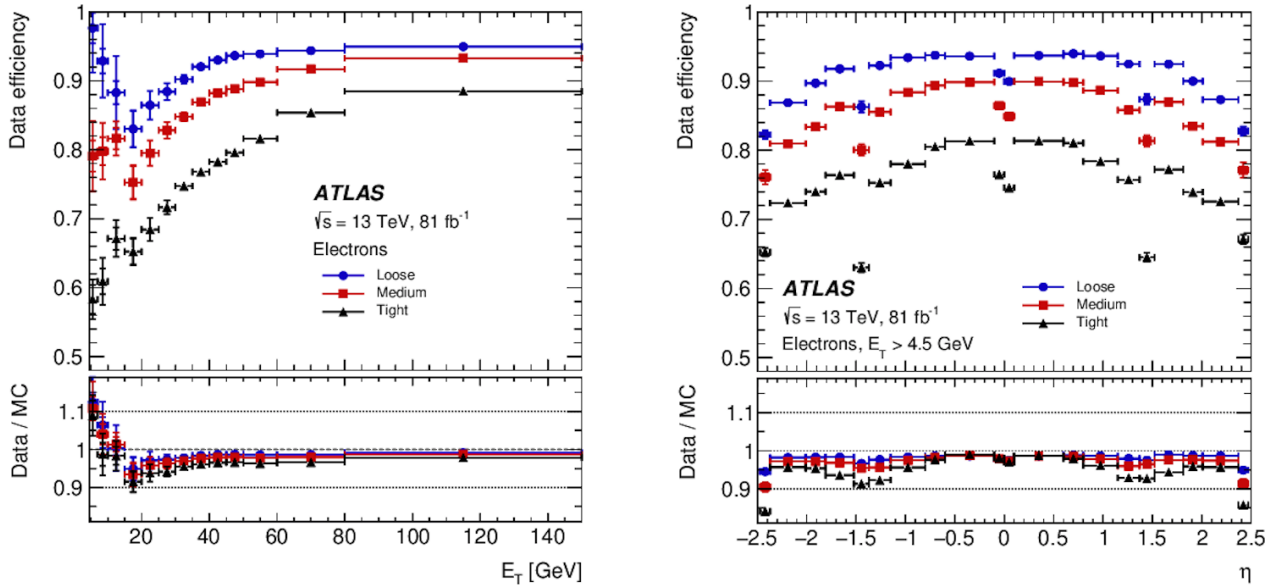 Data efficiency
1
0.9
0.8
0.7
0.6
0.5
ATLAS
√s = 13 TeV, 81 fb⁻¹
Electrons
Loose
Medium
Tight
Data / MC
1.1
1
0.9
20 40 60 80 100 120 140
E_T [GeV]
Data efficiency
1
0.9
0.8
0.7
0.6
0.5
ATLAS
√s = 13 TeV, 81 fb⁻¹
Electrons, E_T > 4.5 GeV
Loose
Medium
Tight
Data / MC
1.1
1
0.9
−2.5 −2 −1.5 −1 −0.5 0 0.5 1 1.5 2 2.5
η